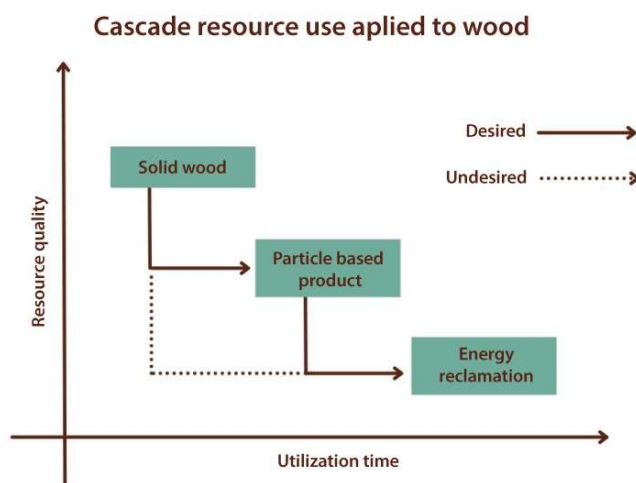 Cascade resource use aplied to wood
Desired
Solid wood
Undesired
Particle based
product
Resource quality
Energy
reclamation
Utilization time